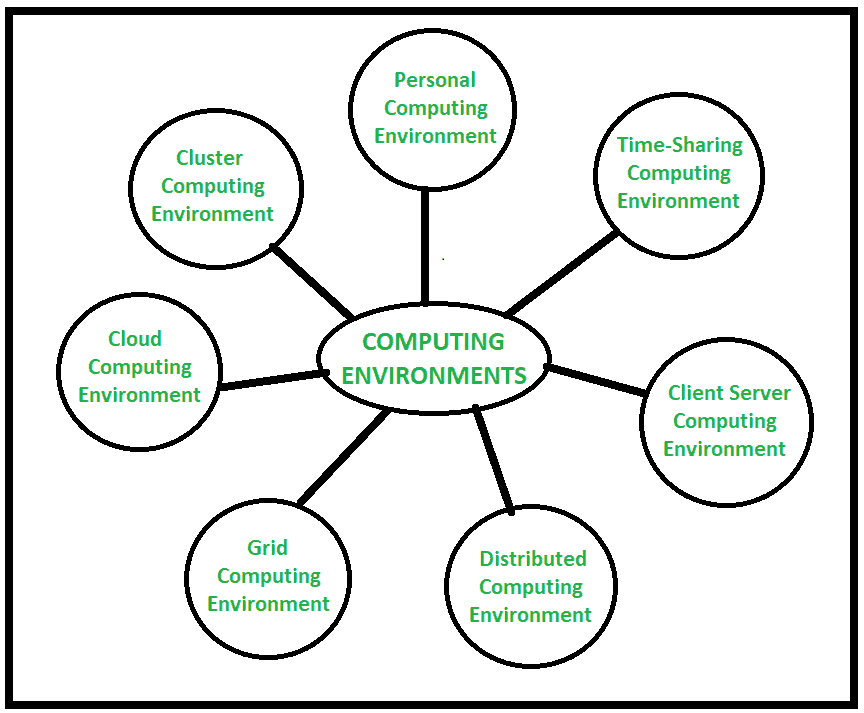 Personal
Computing
Environment
Time-Sharing
Computing
Environment
Cluster
Computing
Environment
COMPUTING
ENVIRONMENTS
Cloud
Computing
Environment
Client Server
Computing
Environment
Grid
Computing
Environment
Distributed
Computing
Environment